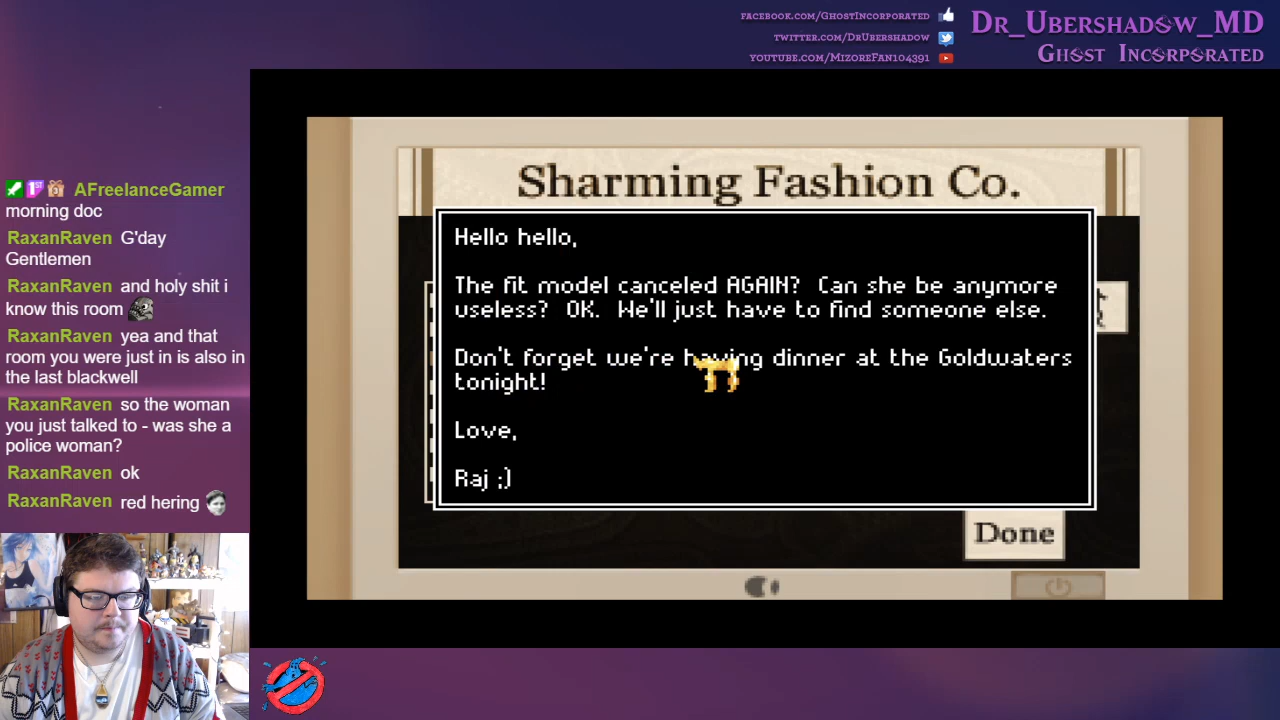 FACEBOOK.COM/GHOSTINCORPORATED
TWITTER.COM/DRUBERSHADOW
YOUTUBE.COM/MIZOREFAN104391
DR_UBERSHADOW_MD
GHOST INCORPORATED
AFreelanceGamer
morning doc
RaxanRaven G'day
Gentlemen
RaxanRaven and holy shit i
know this room
RaxanRaven yea and that
room you were just in is also in
the last blackwell
RaxanRaven so the woman
you just talked to - was she a
police woman?
RaxanRaven ok
RaxanRaven red hering
Sharming Fashion Co.
Hello hello,
The fit model canceled AGAIN? Can she be anymore
useless? OK. We'll just have to find someone else.
Don't forget we're having dinner at the Goldwaters
tonight!
Love,
Raj ;)
Done